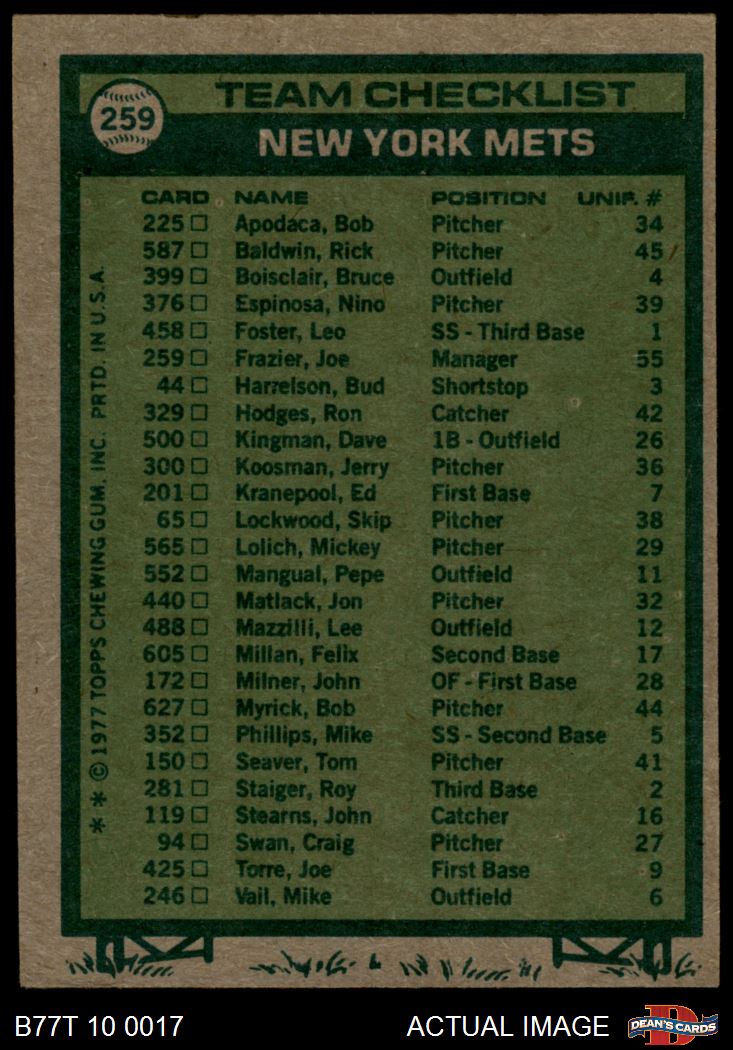 259
TEAM CHECKLIST
NEW YORK METS
CARD NAME POSITION UNIF. #
225 Apodaca, Bob Pitcher 34
587 Baldwin, Rick Pitcher 45
399 Boisclair, Bruce Outfield 4
376 Espinosa, Nino Pitcher 39
458 Foster, Leo SS - Third Base 1
259 Frazier, Joe Manager 55
44 Harrelson, Bud Shortstop 3
329 Hodges, Ron Catcher 42
500 Kingman, Dave 1B - Outfield 26
300 Koosman, Jerry Pitcher 36
201 Kranepool, Ed First Base 7
65 Lockwood, Skip Pitcher 38
565 Lolich, Mickey Pitcher 29
552 Mangual, Pepe Outfield 11
440 Matlack, Jon Pitcher 32
488 Mazzilli, Lee Outfield 12
605 Millan, Felix Second Base 17
172 Milner, John OF - First Base 28
627 Myrick, Bob Pitcher 44
352 Phillips, Mike SS - Second Base 5
150 Seaver, Tom Pitcher 41
281 Staiger, Roy Third Base 2
119 Stearns, John Catcher 16
94 Swan, Craig Pitcher 27
425 Torre, Joe First Base 9
246 Vail, Mike Outfield 6
* * © 1977 TOPPS CHEWING GUM, INC. PRTD. IN U.S.A.
B77T 10 0017 ACTUAL IMAGE DEAN'S CARDS